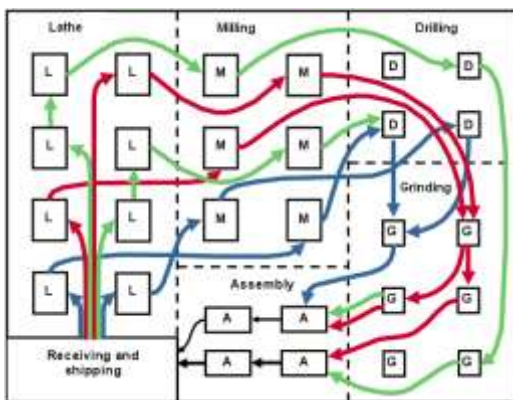 Lathe Milling Drilling
L L M M D D
L L M M D D
Grinding
L L M M G G
L L
Assembly
A A G G
Receiving and
shipping
A A G G